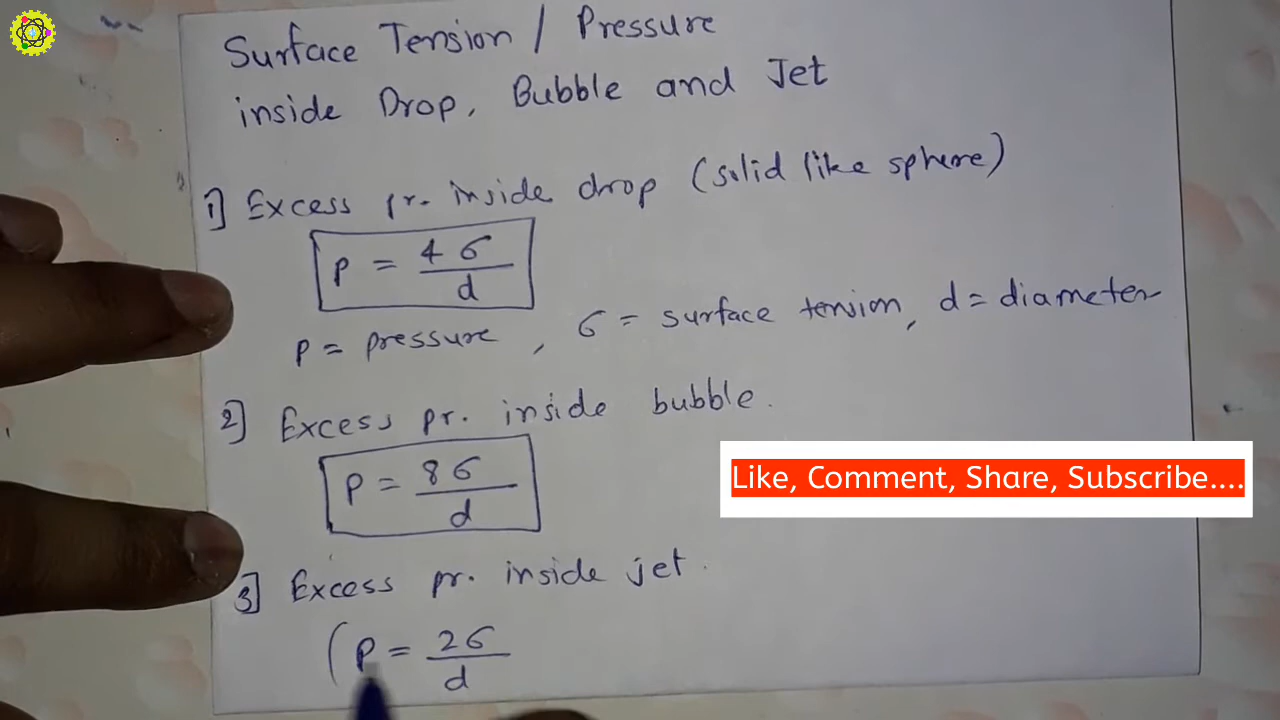 Surface Tension / Pressure
inside Drop, Bubble and Jet
1] Excess pr. inside drop (solid like sphere)
P = 4σ/d
P = pressure, σ = surface tension, d = diameter
2] Excess pr. inside bubble.
P = 8σ/d
Like, Comment, Share, Subscribe....
3] Excess pr. inside jet.
(P = 2σ/d